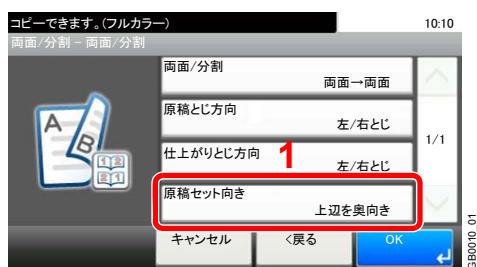 コピーできます。(フルカラー)
10:10
両面/分割 - 両面/分割
両面/分割
両面→両面
原稿とじ方向
左/右とじ
1/1
仕上がりとじ方向
1
左/右とじ
原稿セット向き
上辺を奥向き
キャンセル
<戻る
OK
A
B
1 2
1 2
GB0010_01